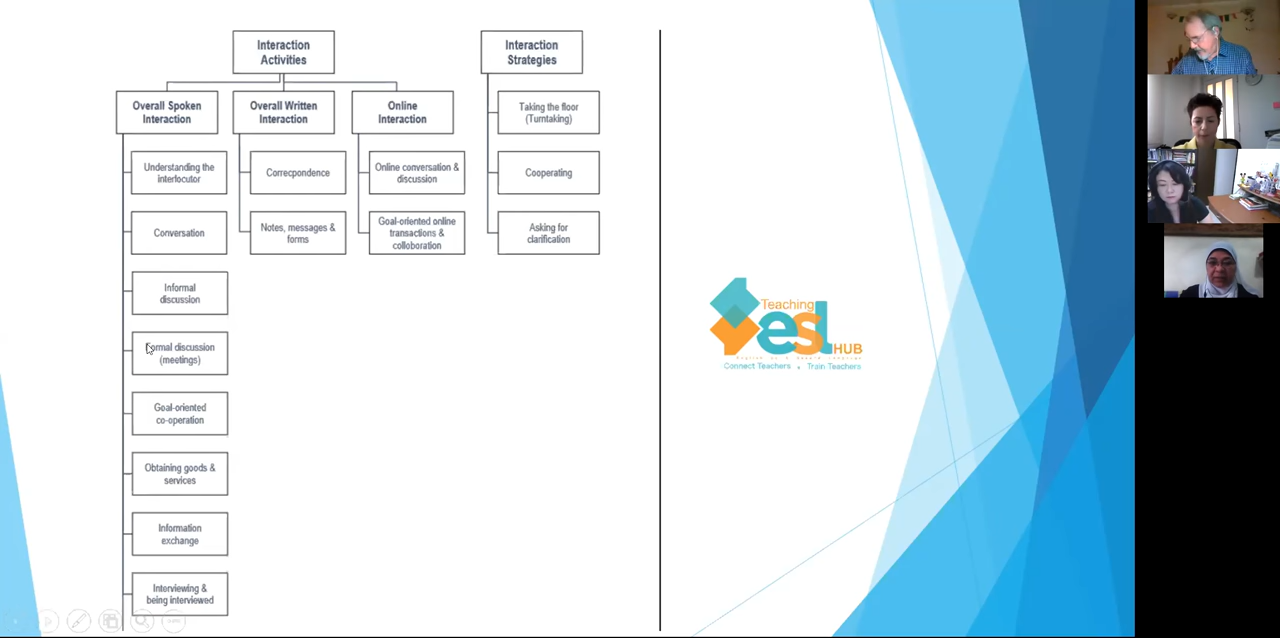 Interaction
Activities
Interaction
Strategies
Overall Spoken
Interaction
Overall Written
Interaction
Online
Interaction
Taking the floor
(Turntaking)
Understanding the
interlocutor
Correcpondence
Online conversation &
discussion
Cooperating
Conversation
Notes, messages &
forms
Goal-oriented online
transactions &
colloboration
Asking for
clarification
Informal
discussion
Formal discussion
(meetings)
Goal-oriented
co-operation
Obtaining goods &
services
Information
exchange
Interviewing &
being interviewed
Teaching
esl
HUB
Connect Teachers . Train Teachers